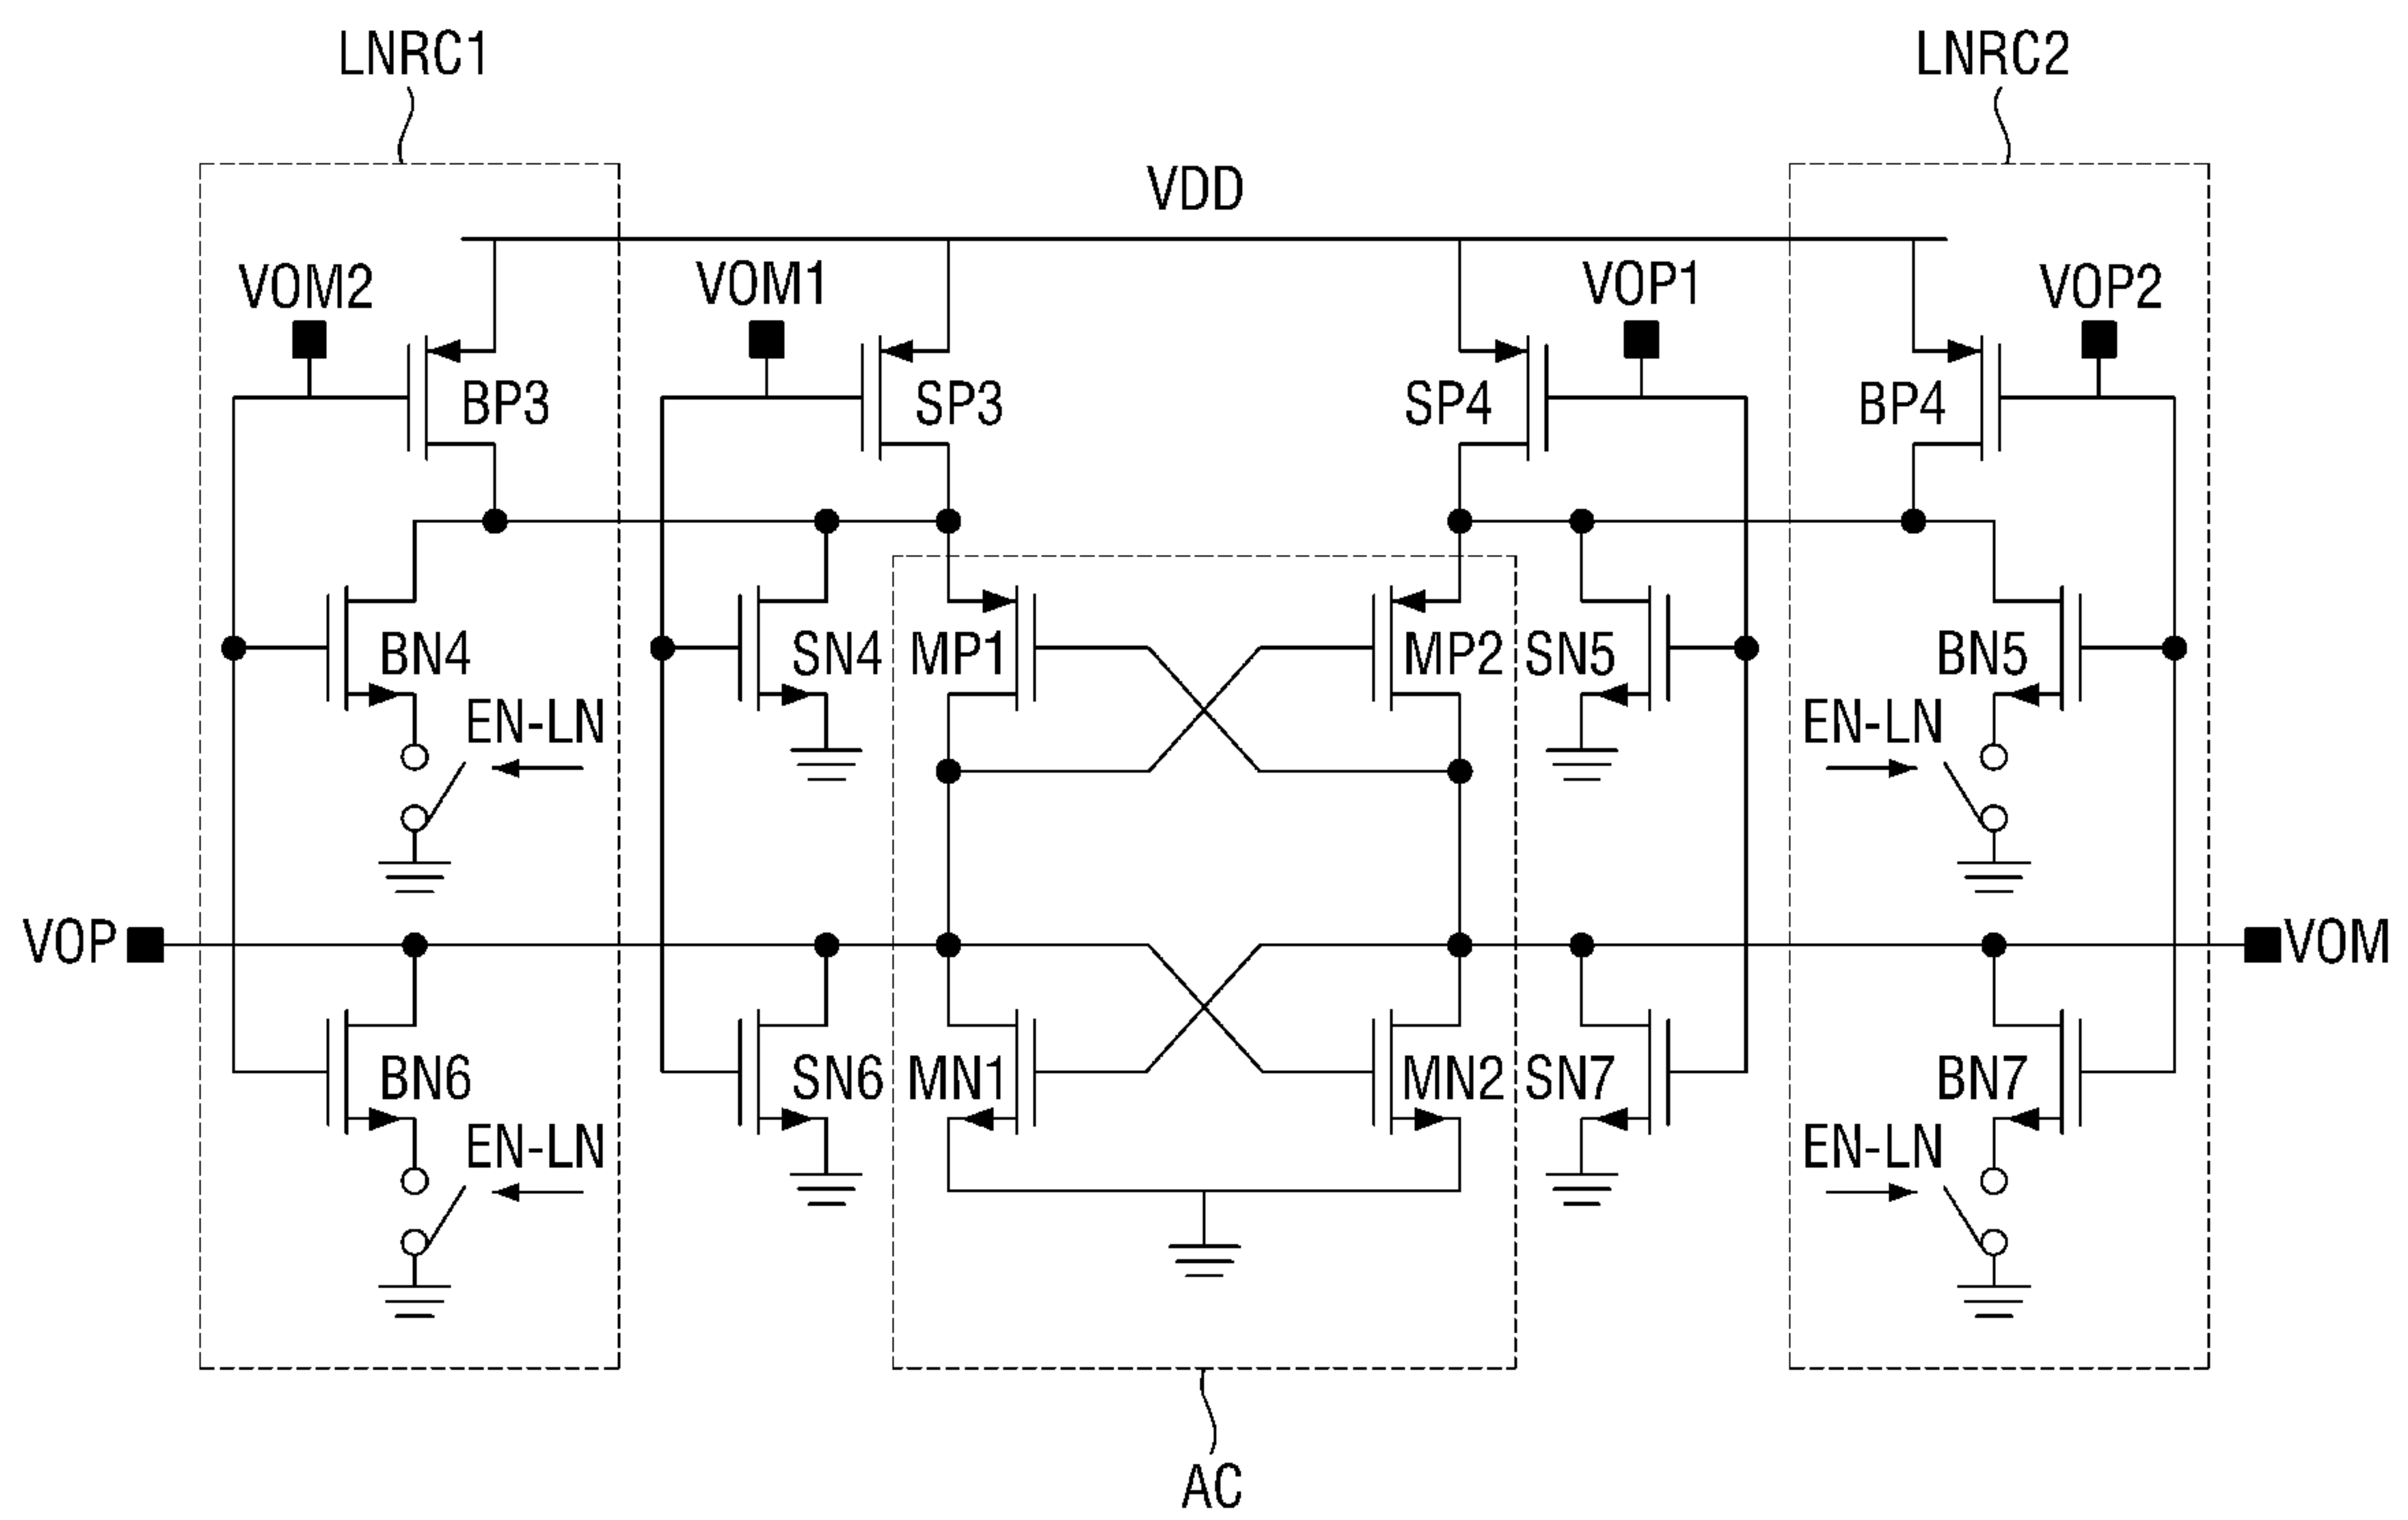 LNRC1
LNRC2
VDD
VOM2
VOM1
VOP1
VOP2
BP3
SP3
SP4
BP4
BN4
SN4
MP1
MP2
SN5
BN5
EN-LN
EN-LN
VOP
VOM
BN6
SN6
MN1
MN2
SN7
BN7
EN-LN
EN-LN
AC